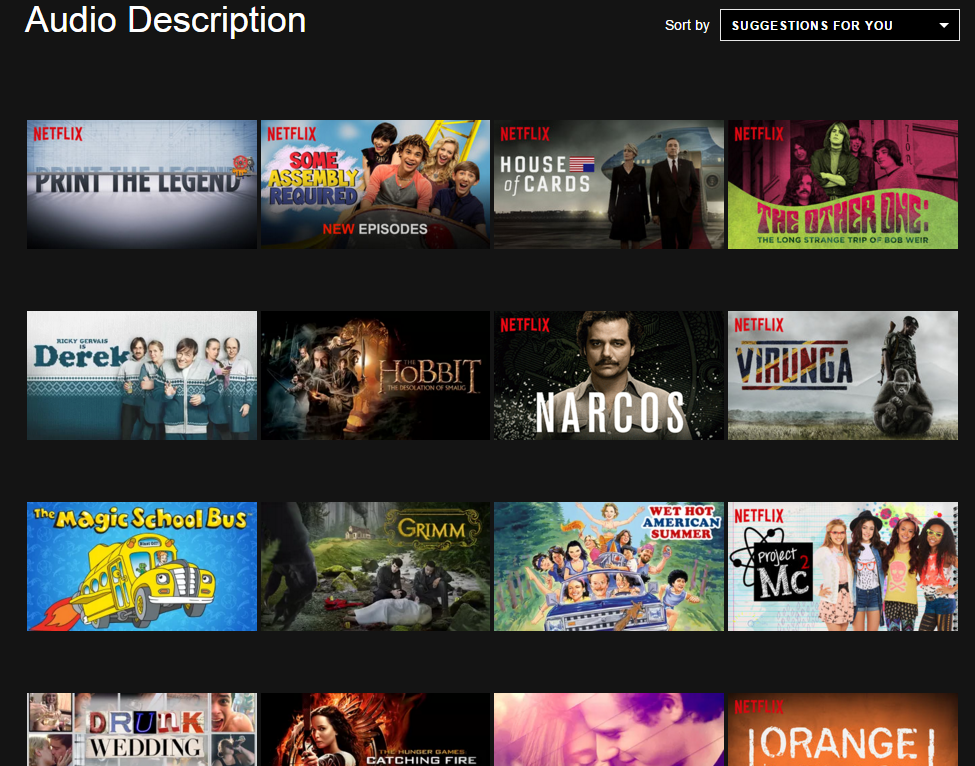 Audio Description
Sort by
SUGGESTIONS FOR YOU
NETFLIX
PRINT THE LEGEND
NETFLIX
SOME
ASSEMBLY
REQUIRED
NEW EPISODES
NETFLIX
HOUSE
of CARDS
NETFLIX
THE OTHER ONE:
THE LONG STRANGE TRIP OF BOB WEIR
RICKY GERVAIS
IS
Derek
THE
HOBBIT
THE DESOLATION OF SMAUG
NETFLIX
NARCOS
NETFLIX
VIRUNGA
The Magic School Bus
GRIMM
WET HOT
AMERICAN
SUMMER
NETFLIX
Project
Mc2
DRUNK
WEDDING
THE HUNGER GAMES
CATCHING FIRE
NETFLIX
ORANGE